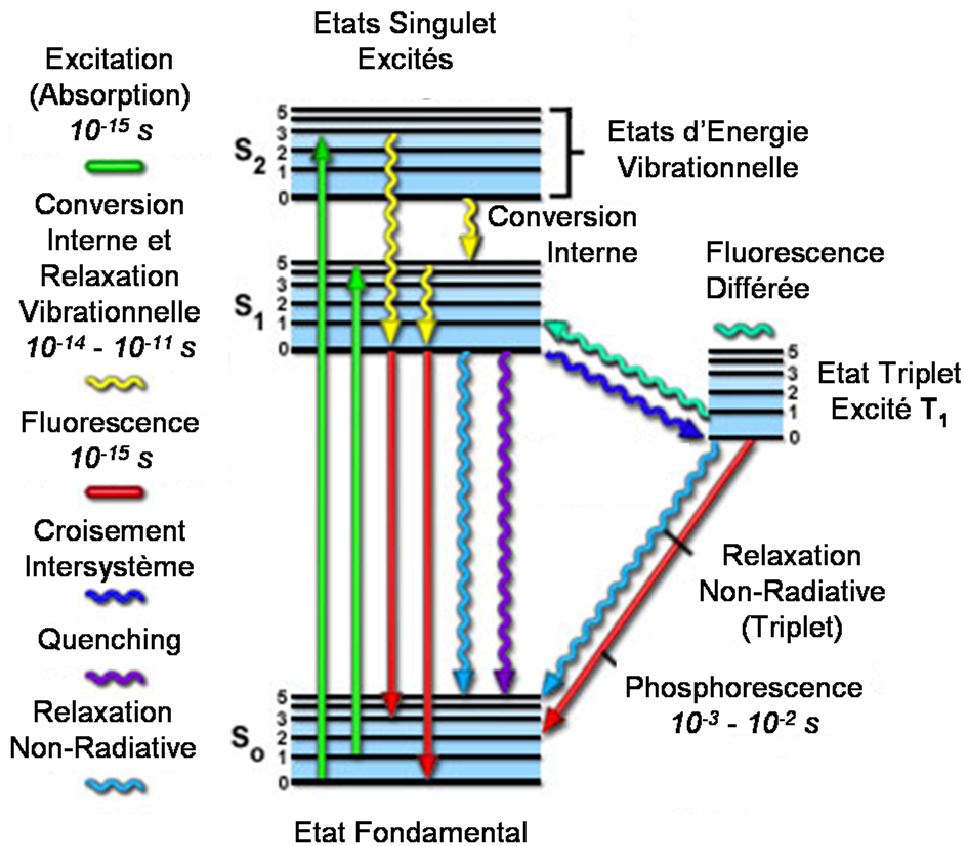 Etats Singulet
Excités
Excitation
(Absorption)
10-15 s
Conversion
Interne et
Relaxation
Vibrationnelle
10-14 - 10-11 s
Fluorescence
10-15 s
Croisement
Intersystème
Quenching
Relaxation
Non-Radiative
S2
5
3
2
1
0
Etats d'Energie
Vibrationnelle
Conversion
Interne
S1
5
3
2
1
0
Fluorescence
Différée
5
3
2
1
0
Etat Triplet
Excité T1
Relaxation
Non-Radiative
(Triplet)
Phosphorescence
10-3 - 10-2 s
So
5
3
2
1
0
Etat Fondamental